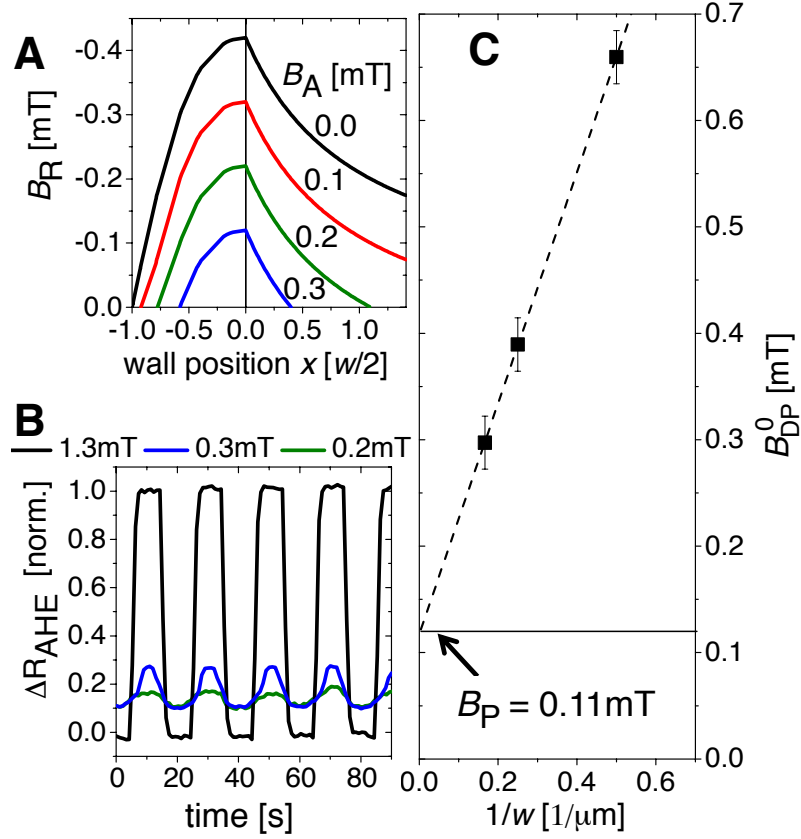 A
B_R [mT]
-0.4
-0.3
-0.2
-0.1
0.0
B_A [mT]
0.0
0.1
0.2
0.3
-1.0 -0.5 0.0 0.5 1.0
wall position x [w/2]
B
1.3mT 0.3mT 0.2mT
ΔR_AHE [norm.]
1.0
0.8
0.6
0.4
0.2
0.0
0 20 40 60 80
time [s]
C
0.7
0.6
0.5
0.4
0.3
0.2
0.1
0.0
B_DP^0 [mT]
B_P = 0.11mT
0.0 0.2 0.4 0.6
1/w [1/μm]